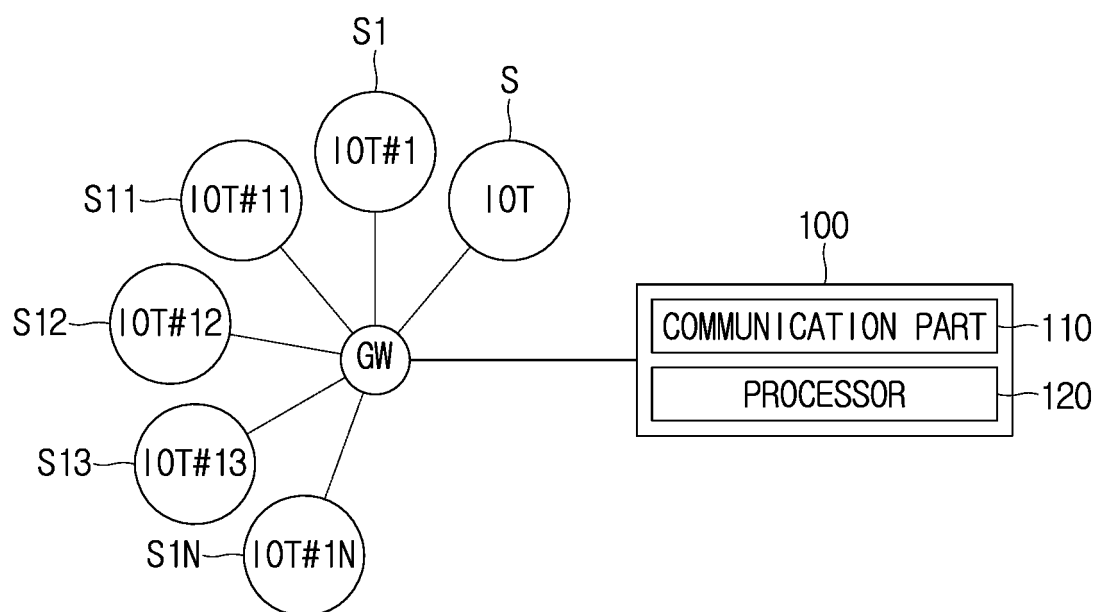 S1
S
IOT#1
S11
IOT#11
IOT
100
S12
IOT#12
COMMUNICATION PART
110
GW
PROCESSOR
120
S13
IOT#13
S1N
IOT#1N